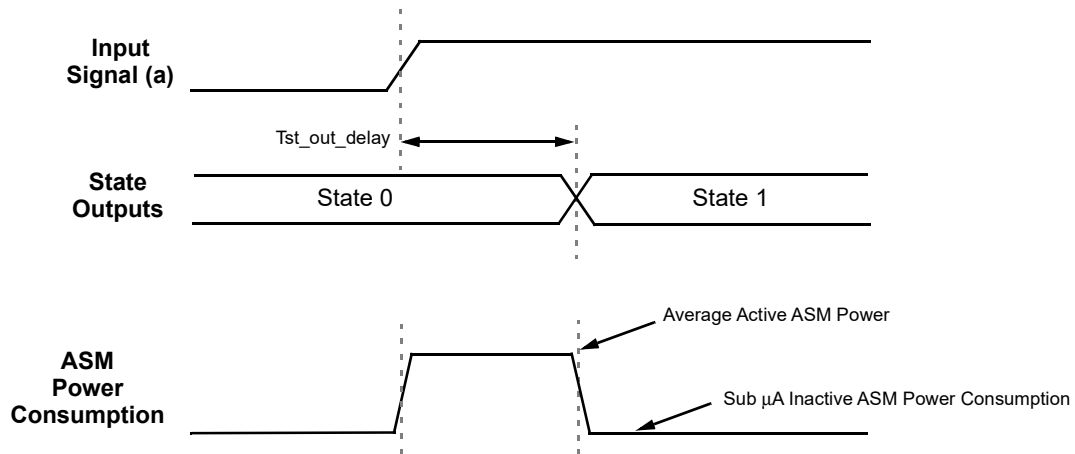 Input
Signal (a)
Tst_out_delay
State
Outputs
State 0
State 1
Average Active ASM Power
ASM
Power
Consumption
Sub μA Inactive ASM Power Consumption